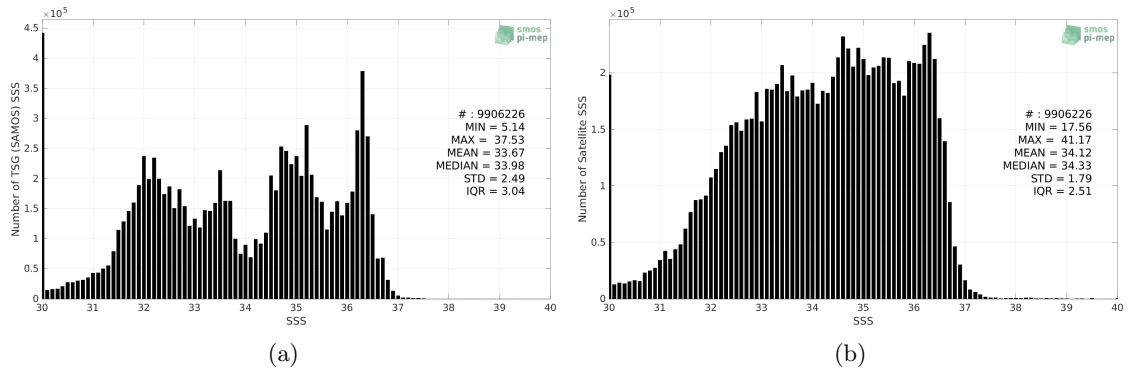 ×10^5
4.5
4
3.5
3
2.5
2
1.5
1
0.5
0
Number of TSG (SAMOS) SSS
smos
pi-mep
# : 9906226
MIN = 5.14
MAX = 37.53
MEAN = 33.67
MEDIAN = 33.98
STD = 2.49
IQR = 3.04
30 31 32 33 34 35 36 37 38 39 40
SSS
(a)
×10^5
2
1.5
1
0.5
0
Number of Satellite SSS
smos
pi-mep
# : 9906226
MIN = 17.56
MAX = 41.17
MEAN = 34.12
MEDIAN = 34.33
STD = 1.79
IQR = 2.51
30 31 32 33 34 35 36 37 38 39 40
SSS
(b)